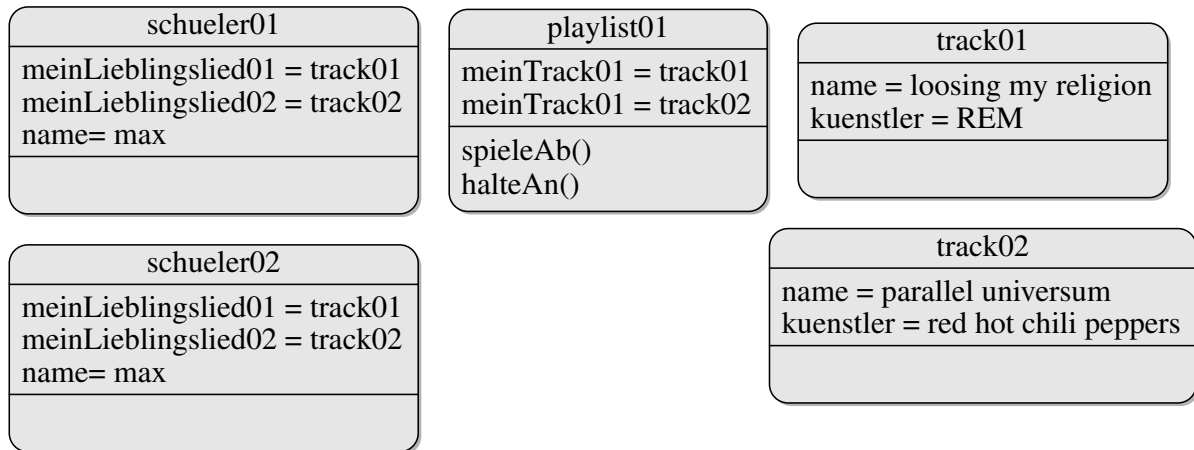 schueler01
meinLieblingslied01 = track01
meinLieblingslied02 = track02
name= max
playlist01
meinTrack01 = track01
meinTrack01 = track02
spieleAb()
halteAn()
track01
name = loosing my religion
kuenstler = REM
schueler02
meinLieblingslied01 = track01
meinLieblingslied02 = track02
name= max
track02
name = parallel universum
kuenstler = red hot chili peppers